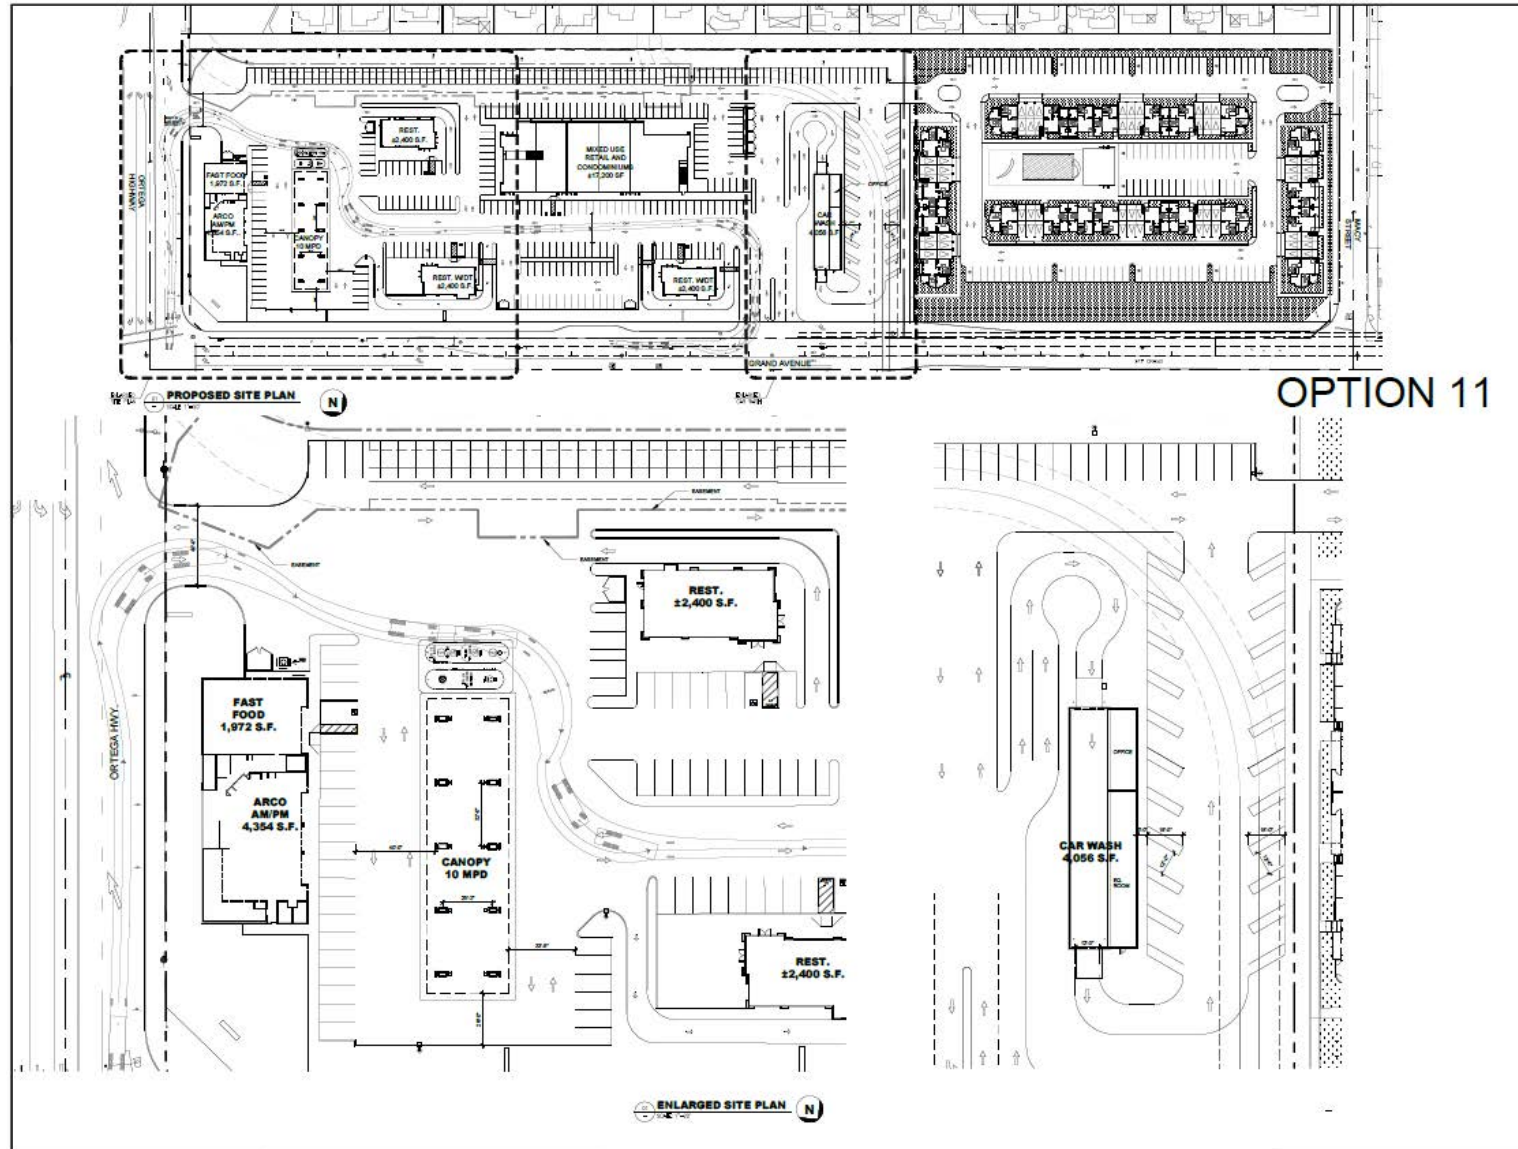 REST.
±2,400 S.F.
MIXED USE
RETAIL AND
CONDOMINIUMS
±17,200 SF
FAST FOOD
1,972 S.F.
ORTEGA
HIGHWAY
ARCO
AM/PM
CANOPY
10 MPD
OFFICE
CAR
WASH
4,056 S.F.
REST. W/DT
±2,400 S.F.
REST. W/DT
±2,400 S.F.
MACY
STREET
GRAND AVENUE
PROPOSED SITE PLAN
N
OPTION 11
EASEMENT
EASEMENT
EASEMENT
REST.
±2,400 S.F.
FAST
FOOD
1,972 S.F.
ORTEGA HWY.
ARCO
AM/PM
4,354 S.F.
CANOPY
10 MPD
REST.
±2,400 S.F.
OFFICE
CAR WASH
4,056 S.F.
EQ.
ROOM
ENLARGED SITE PLAN
N